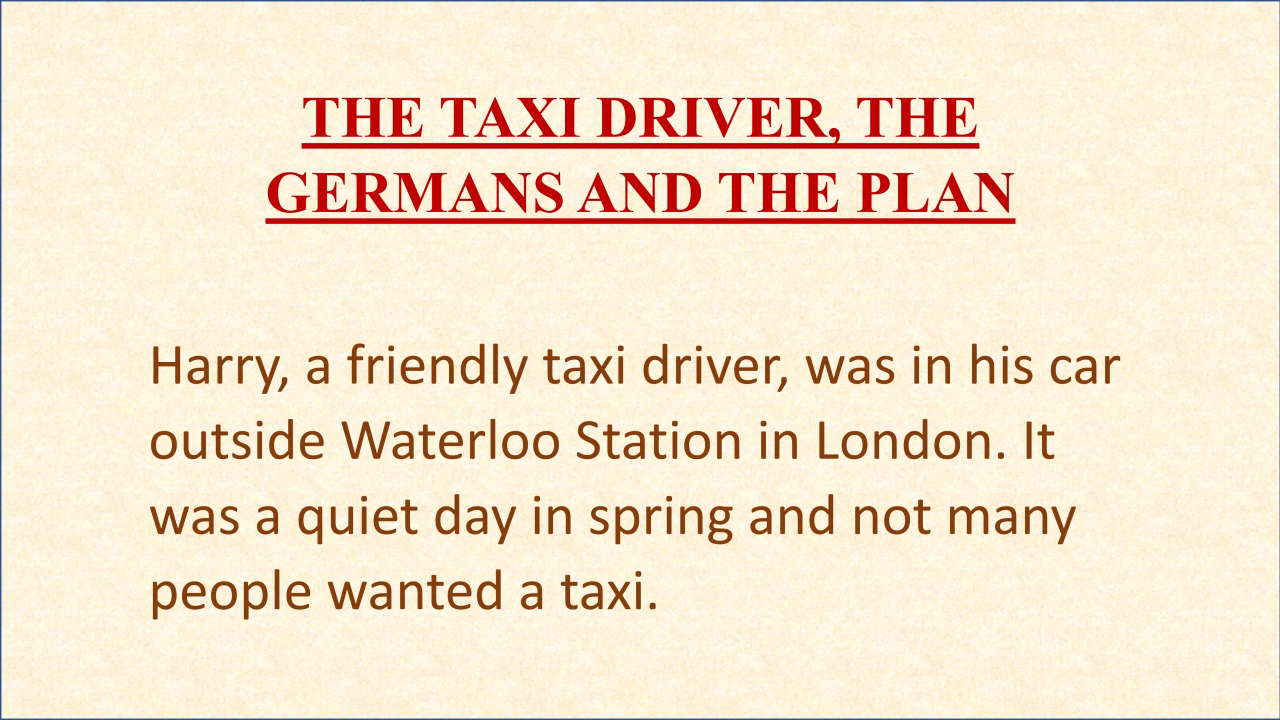 THE TAXI DRIVER, THE
GERMANS AND THE PLAN
Harry, a friendly taxi driver, was in his car
outside Waterloo Station in London. It
was a quiet day in spring and not many
people wanted a taxi.